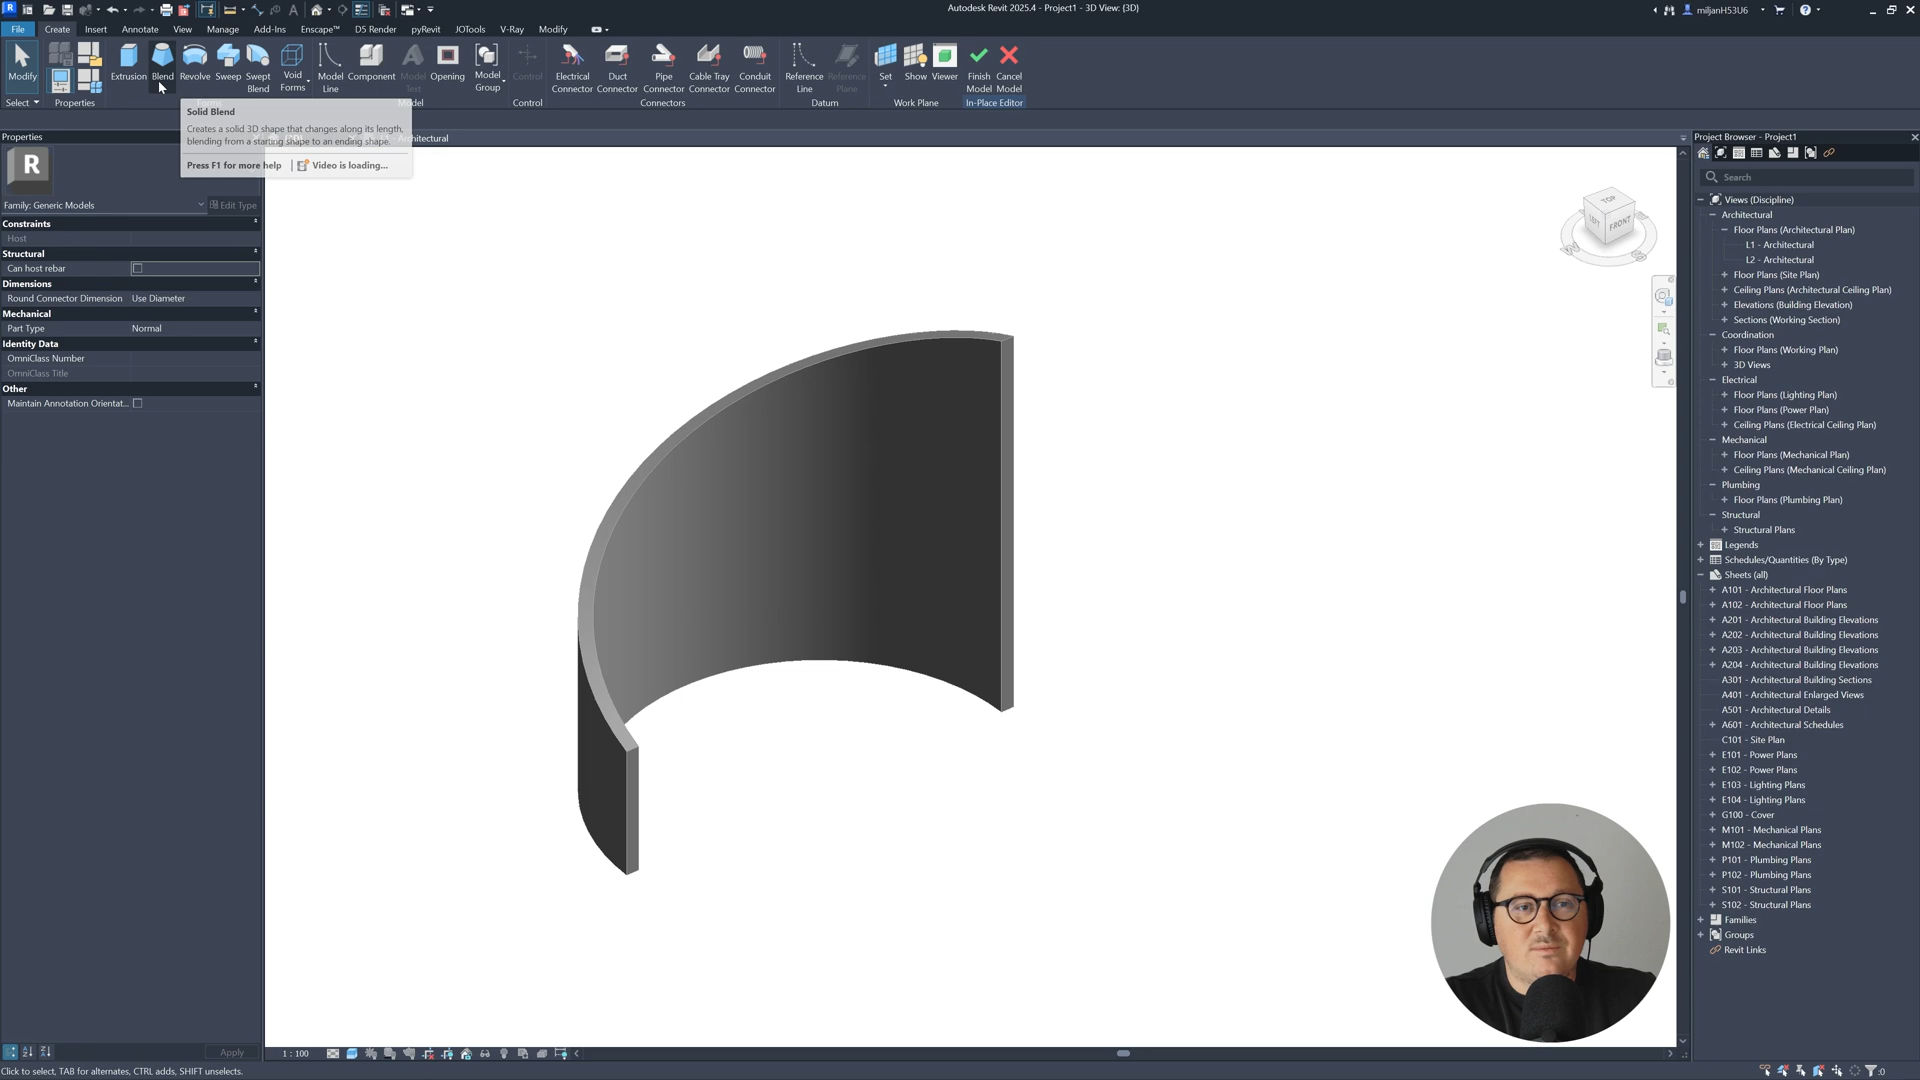 Autodesk Revit 2025.4 - Project1 - 3D View: {3D}
miljanH53U6
File
Create
Insert
Annotate
View
Manage
Add-Ins
Enscape™
D5 Render
pyRevit
JOTools
V-Ray
Modify
Modify
Extrusion
Blend
Revolve
Sweep
Swept
Blend
Void
Forms
Model
Line
Component
Model
Text
Opening
Model
Group
Control
Electrical
Connector
Duct
Connector
Pipe
Connector
Cable Tray
Connector
Conduit
Connector
Reference
Line
Reference
Plane
Set
Show
Viewer
Finish
Model
Cancel
Model
Select
Properties
Forms
Model
Control
Connectors
Datum
Work Plane
In-Place Editor
Solid Blend
Creates a solid 3D shape that changes along its length,
blending from a starting shape to an ending shape.
Press F1 for more help
Video is loading...
Architectural
Properties
R
Family: Generic Models
Edit Type
Constraints
Host
Structural
Can host rebar
Dimensions
Round Connector Dimension Use Diameter
Mechanical
Part Type Normal
Identity Data
OmniClass Number
OmniClass Title
Other
Maintain Annotation Orientat...
Apply
TOP
FRONT
Project Browser - Project1
Search
Views (Discipline)
Architectural
Floor Plans (Architectural Plan)
L1 - Architectural
L2 - Architectural
Floor Plans (Site Plan)
Ceiling Plans (Architectural Ceiling Plan)
Elevations (Building Elevation)
Sections (Working Section)
Coordination
Floor Plans (Working Plan)
3D Views
Electrical
Floor Plans (Lighting Plan)
Floor Plans (Power Plan)
Ceiling Plans (Electrical Ceiling Plan)
Mechanical
Floor Plans (Mechanical Plan)
Ceiling Plans (Mechanical Ceiling Plan)
Plumbing
Floor Plans (Plumbing Plan)
Structural
Structural Plans
Legends
Schedules/Quantities (By Type)
Sheets (all)
A101 - Architectural Floor Plans
A102 - Architectural Floor Plans
A201 - Architectural Building Elevations
A202 - Architectural Building Elevations
A203 - Architectural Building Elevations
A204 - Architectural Building Elevations
A301 - Architectural Building Sections
A401 - Architectural Enlarged Views
A501 - Architectural Details
A601 - Architectural Schedules
C101 - Site Plan
E101 - Power Plans
E102 - Power Plans
E103 - Lighting Plans
E104 - Lighting Plans
G100 - Cover
M101 - Mechanical Plans
M102 - Mechanical Plans
P101 - Plumbing Plans
P102 - Plumbing Plans
S101 - Structural Plans
S102 - Structural Plans
Families
Groups
Revit Links
1 : 100
Click to select, TAB for alternates, CTRL adds, SHIFT unselects.
:0